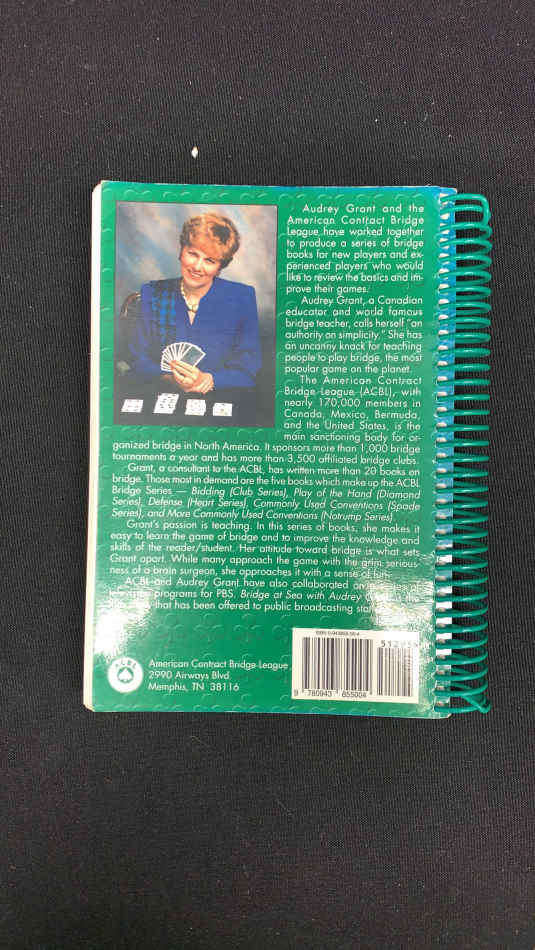 Audrey Grant and the
American Contract Bridge
League have worked together
to produce a series of bridge
books for new players and ex-
perienced players who would
like to review the basics and im-
prove their games.
Audrey Grant, a Canadian
educator and world famous
bridge teacher, calls herself "an
authority on simplicity." She has
an uncanny knack for teaching
people to play bridge, the most
popular game on the planet.
The American Contract
Bridge League (ACBL), with
nearly 170,000 members in
Canada, Mexico, Bermuda,
and the United States, is the
main sanctioning body for or-
ganized bridge in North America. It sponsors more than 1,000 bridge
tournaments a year and has more than 3,500 affiliated bridge clubs.
Grant, a consultant to the ACBL, has written more than 20 books on
bridge. Those most in demand are the five books which make up the ACBL
Bridge Series — Bidding (Club Series), Play of the Hand (Diamond
Series), Defense (Heart Series), Commonly Used Conventions (Spade
Series), and More Commonly Used Conventions (Notrump Series).
Grant's passion is teaching. In this series of books, she makes it
easy to learn the game of bridge and to improve the knowledge and
skills of the reader/student. Her attitude toward bridge is what sets
Grant apart. While many approach the game with the grim serious-
ness of a brain surgeon, she approaches it with a sense of fun.
ACBL and Audrey Grant have also collaborated on a series of
programs for PBS. Bridge at Sea with Audrey
that has been offered to public broadcasting
ACBL
American Contract Bridge League
2990 Airways Blvd.
Memphis, TN 38116
9 780943 855004